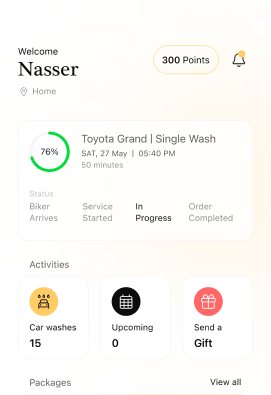 Welcome
Nasser
300 Points
Home
76%
Toyota Grand | Single Wash
SAT, 27 May | 05:40 PM
50 minutes
Status
Biker Arrives
Service Started
In Progress
Order Completed
Activities
Car washes
15
Upcoming
0
Send a
Gift
Packages
View all